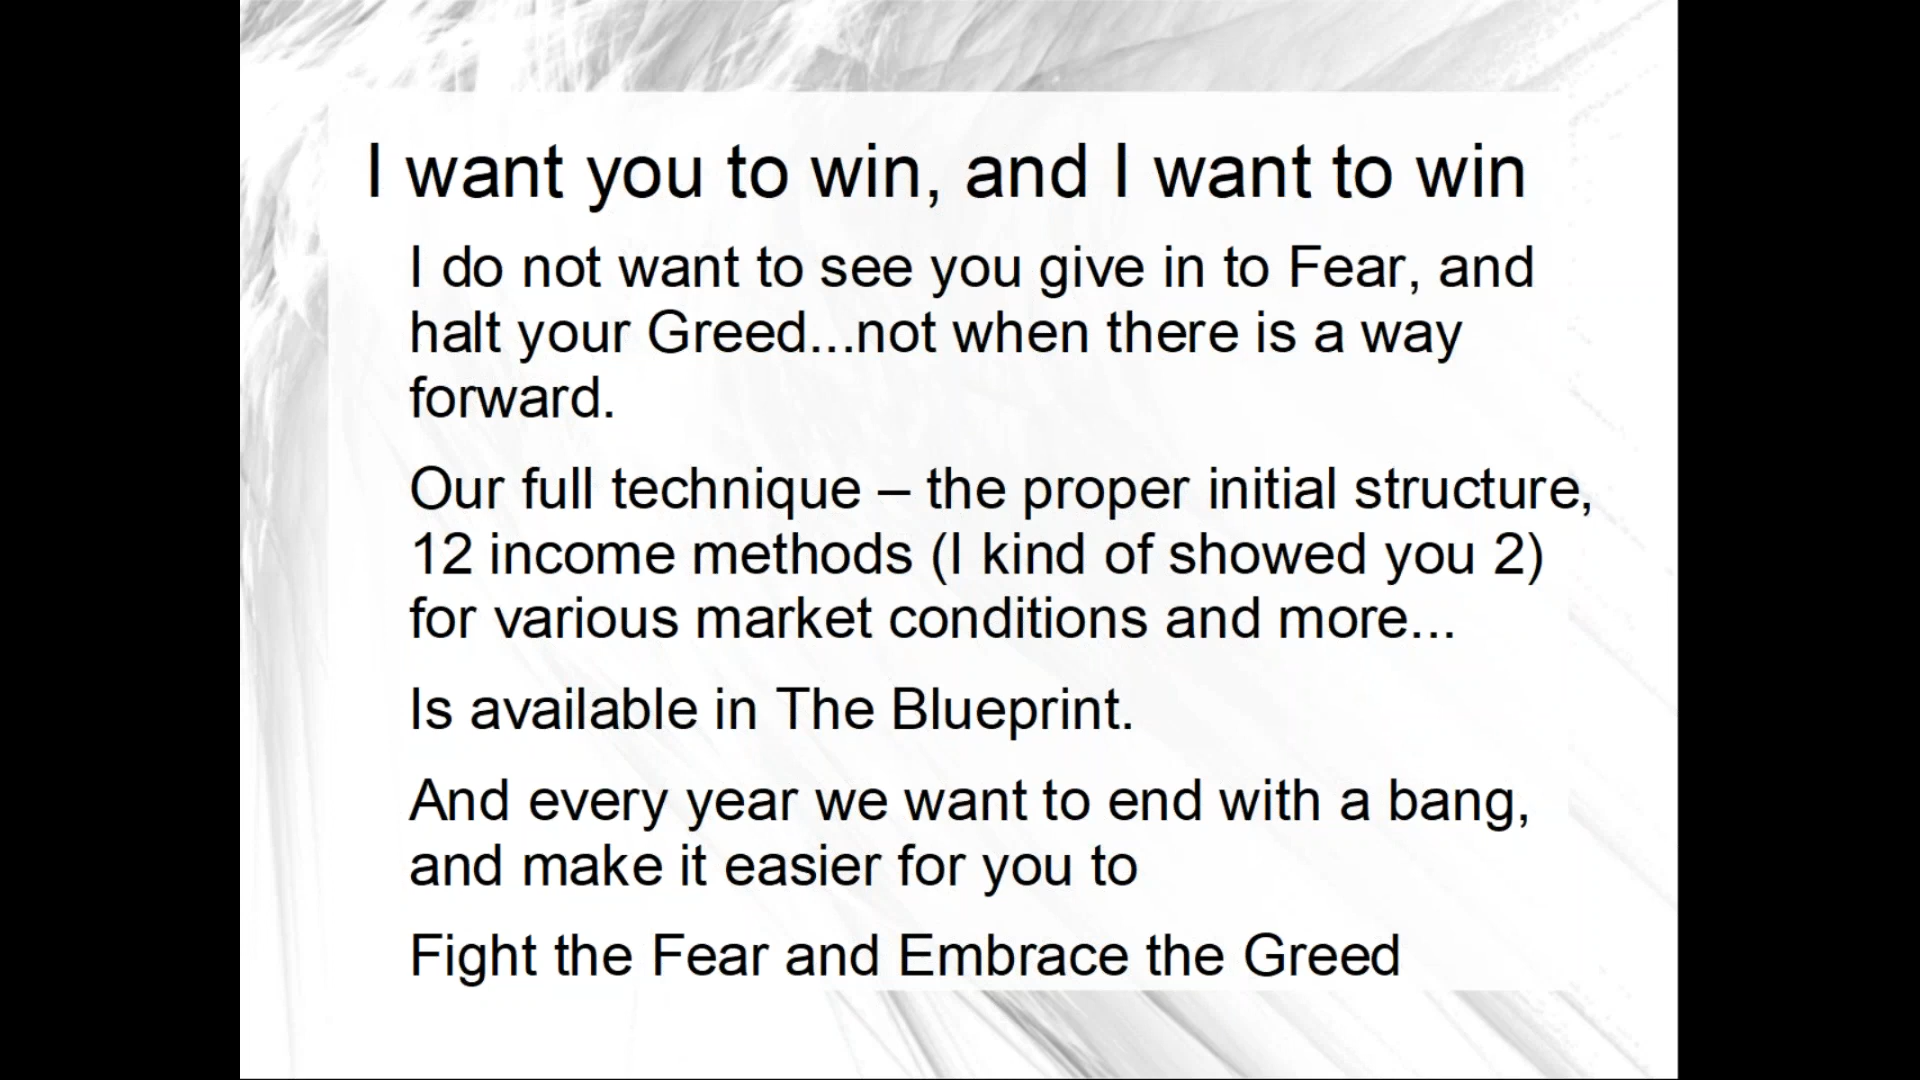 I want you to win, and I want to win
I do not want to see you give in to Fear, and
halt your Greed...not when there is a way
forward.
Our full technique – the proper initial structure,
12 income methods (I kind of showed you 2)
for various market conditions and more...
Is available in The Blueprint.
And every year we want to end with a bang,
and make it easier for you to
Fight the Fear and Embrace the Greed